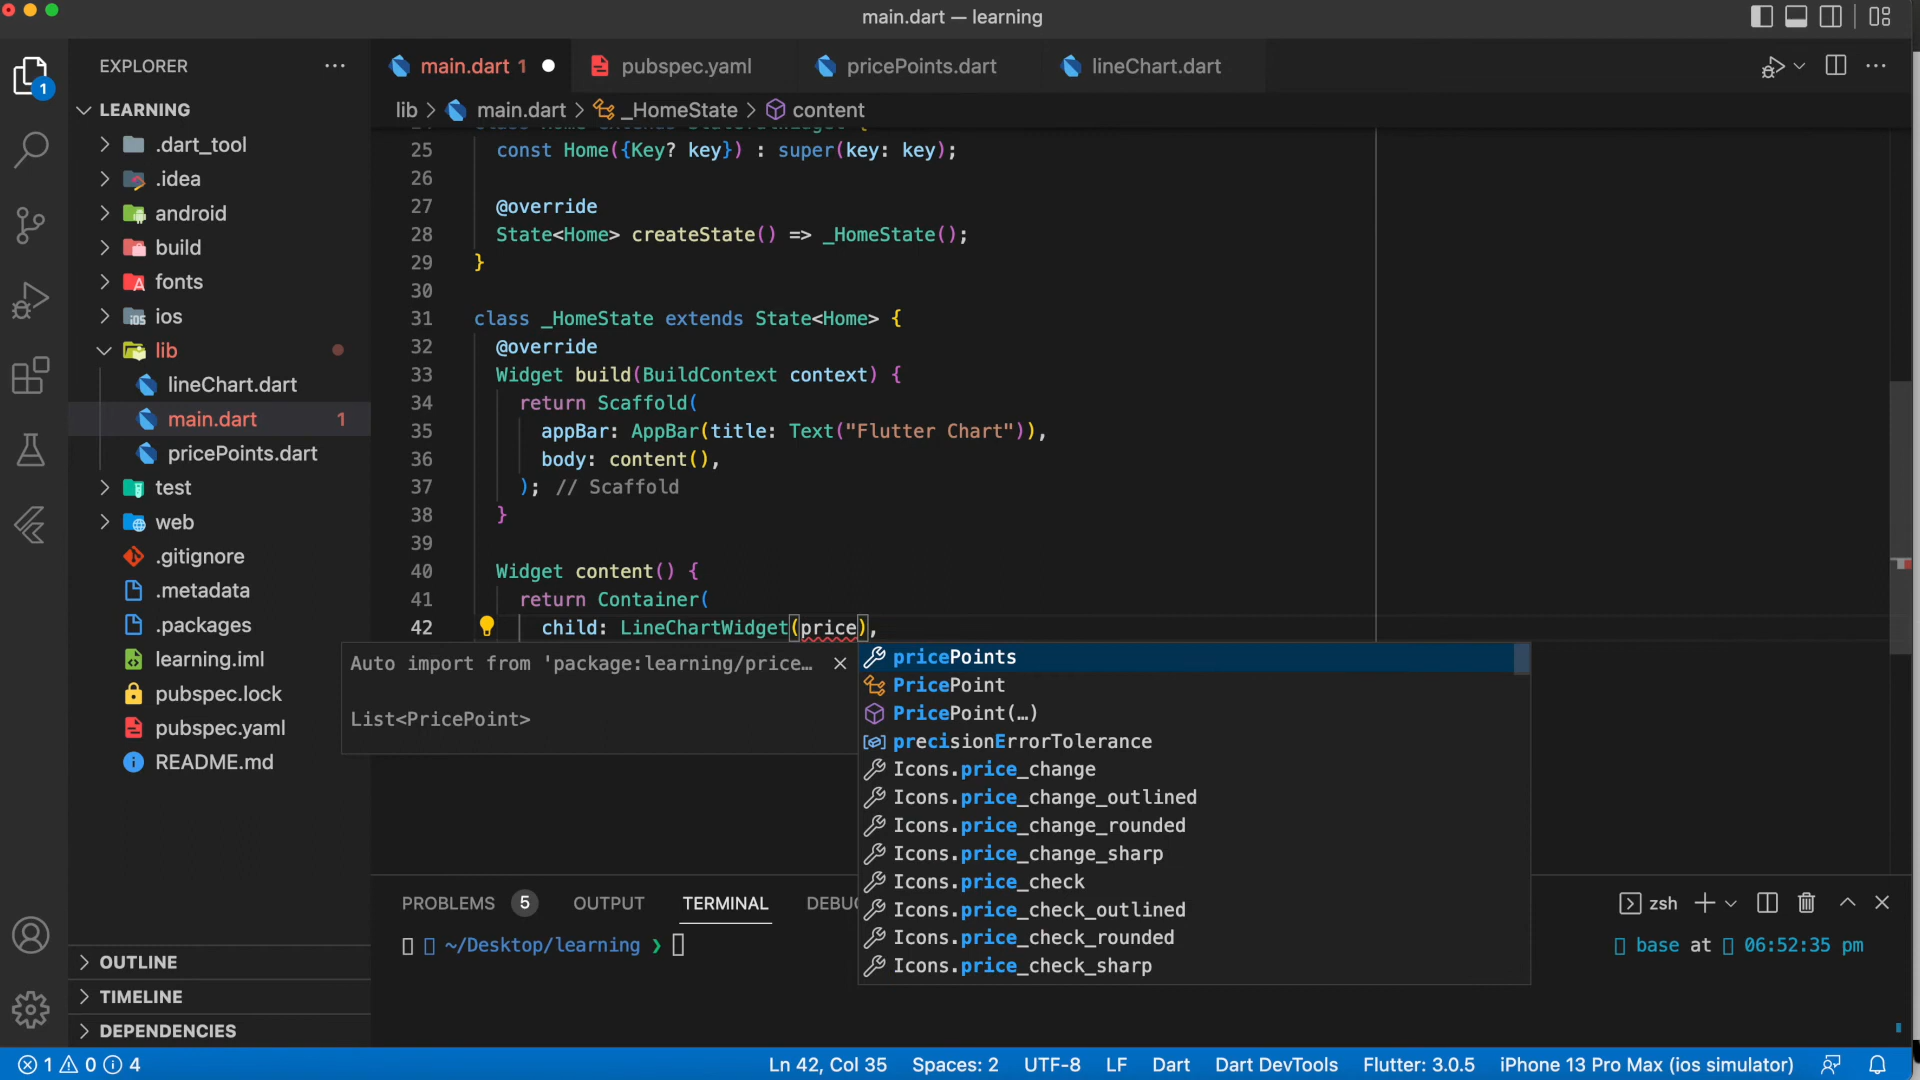 main.dart — learning
EXPLORER
main.dart 1
pubspec.yaml
pricePoints.dart
lineChart.dart
1
LEARNING
lib
main.dart
_HomeState
content
.dart_tool
.idea
android
build
fonts
ios
lib
lineChart.dart
main.dart 1
pricePoints.dart
test
web
.gitignore
.metadata
.packages
learning.iml
pubspec.lock
pubspec.yaml
README.md
OUTLINE
TIMELINE
DEPENDENCIES
25 const Home({Key? key}) : super(key: key);
26
27 @override
28 State<Home> createState() => _HomeState();
29 }
30
31 class _HomeState extends State<Home> {
32 @override
33 Widget build(BuildContext context) {
34 return Scaffold(
35 appBar: AppBar(title: Text("Flutter Chart")),
36 body: content(),
37 ); // Scaffold
38 }
39
40 Widget content() {
41 return Container(
42 child: LineChartWidget(price),
Auto import from 'package:learning/price…
List<PricePoint>
pricePoints
PricePoint
PricePoint(…)
precisionErrorTolerance
Icons.price_change
Icons.price_change_outlined
Icons.price_change_rounded
Icons.price_change_sharp
Icons.price_check
Icons.price_check_outlined
Icons.price_check_rounded
Icons.price_check_sharp
PROBLEMS 5 OUTPUT TERMINAL DEBU
zsh
~/Desktop/learning ❯
base at 06:52:35 pm
1 0 4
Ln 42, Col 35 Spaces: 2 UTF-8 LF Dart Dart DevTools Flutter: 3.0.5 iPhone 13 Pro Max (ios simulator)